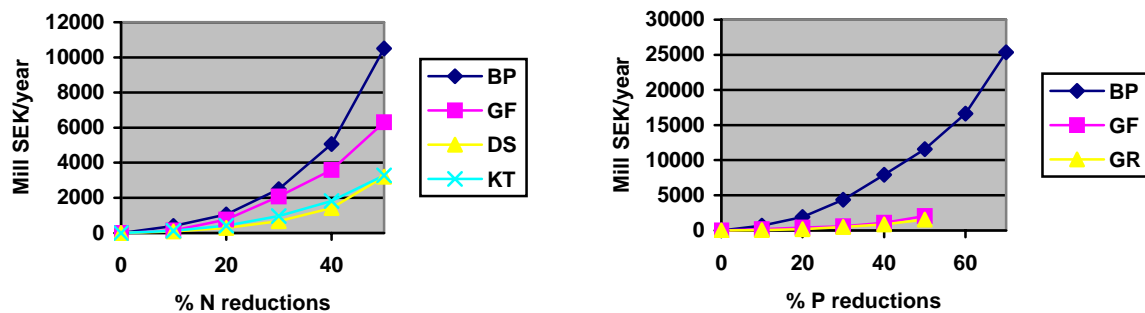 Mill SEK/year
12000
10000
8000
6000
4000
2000
0
0 20 40
% N reductions
BP
GF
DS
KT
Mill SEK/year
30000
25000
20000
15000
10000
5000
0
0 20 40 60
% P reductions
BP
GF
GR